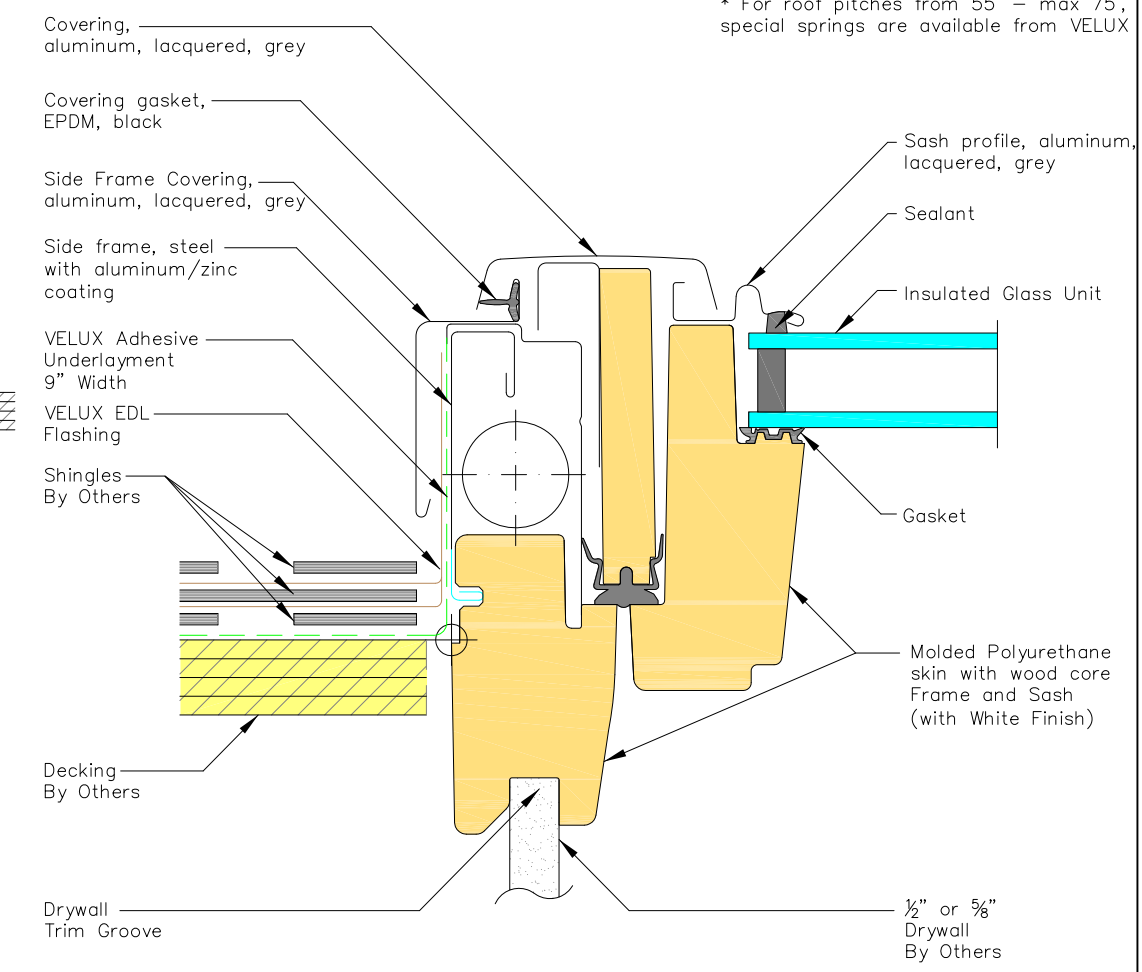 * For roof pitches from 55° – max 75°,
special springs are available from VELUX
Covering,
aluminum, lacquered, grey
Covering gasket,
EPDM, black
Side Frame Covering,
aluminum, lacquered, grey
Side frame, steel
with aluminum/zinc
coating
VELUX Adhesive
Underlayment
9" Width
VELUX EDL
Flashing
Shingles
By Others
Decking
By Others
Drywall
Trim Groove
Sash profile, aluminum,
lacquered, grey
Sealant
Insulated Glass Unit
Gasket
Molded Polyurethane
skin with wood core
Frame and Sash
(with White Finish)
½" or ⅝"
Drywall
By Others